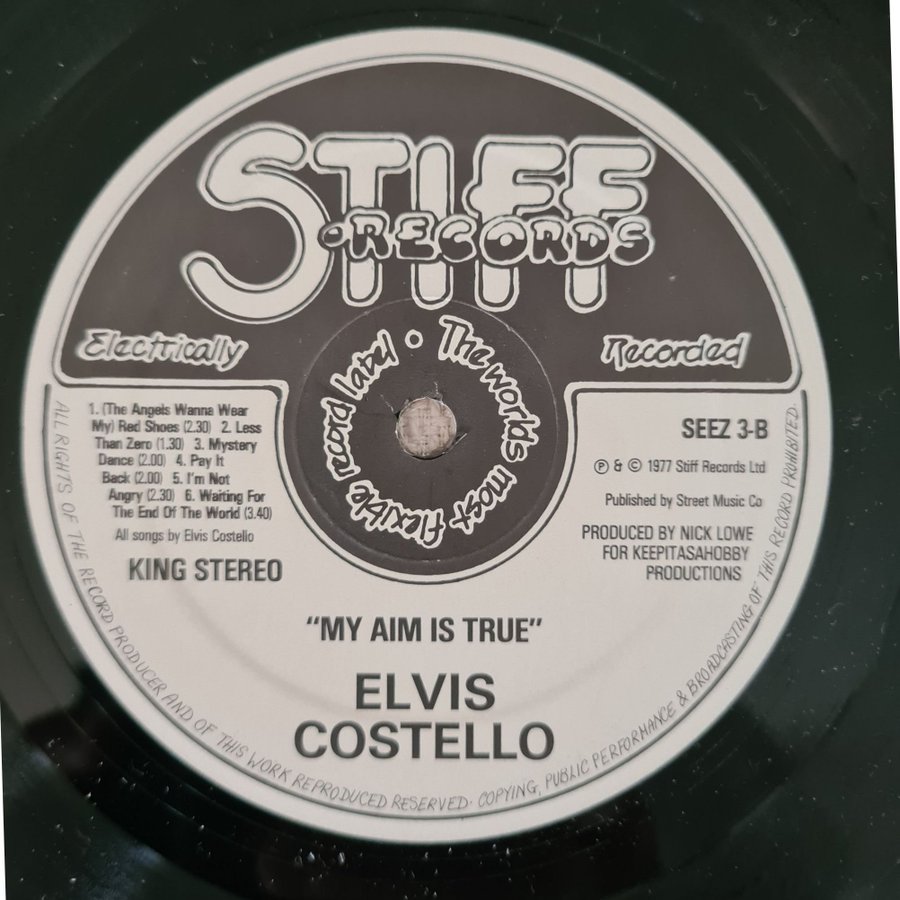 STIFF
RECORDS
Electrically
Recorded
The worlds most flexible record label
1. (The Angels Wanna Wear
My) Red Shoes (2.30) 2. Less
Than Zero (1.30) 3. Mystery
Dance (2.00) 4. Pay It
Back (2.00) 5. I'm Not
Angry (2.30) 6. Waiting For
The End Of The World (3.40)
All songs by Elvis Costello
KING STEREO
SEEZ 3-B
Ⓟ & © 1977 Stiff Records Ltd
Published by Street Music Co
PRODUCED BY NICK LOWE
FOR KEEPITASAHOBBY
PRODUCTIONS
"MY AIM IS TRUE"
ELVIS
COSTELLO
ALL RIGHTS OF THE RECORD PRODUCER AND OF THIS WORK REPRODUCED RESERVED. COPYING, PUBLIC PERFORMANCE & BROADCASTING OF THIS RECORD PROHIBITED.